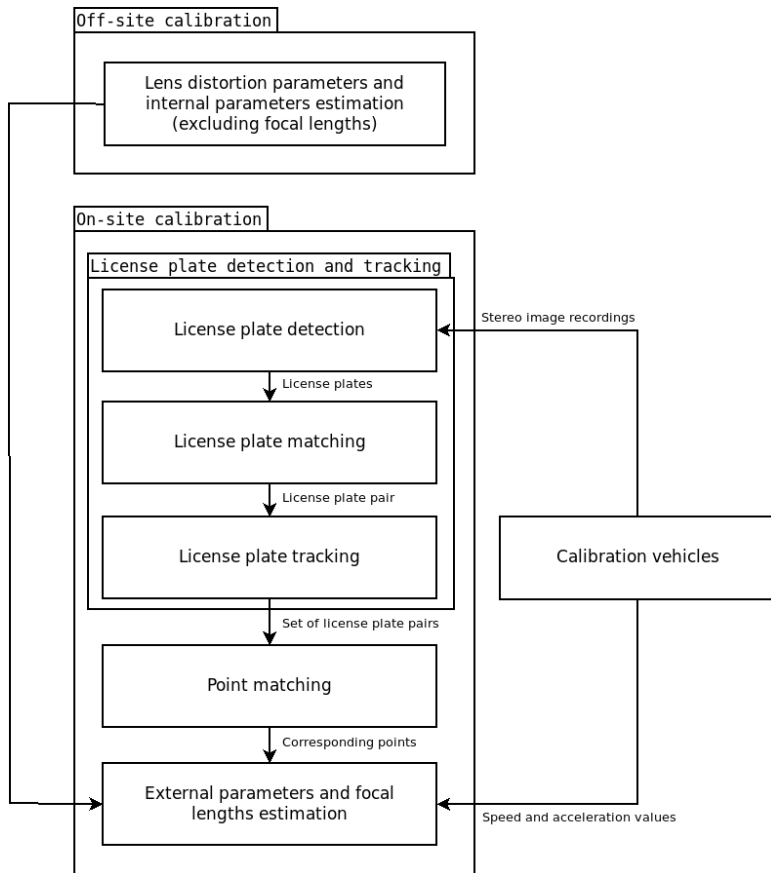 Off-site calibration
Lens distortion parameters and
internal parameters estimation
(excluding focal lengths)
On-site calibration
License plate detection and tracking
License plate detection
Stereo image recordings
License plates
License plate matching
License plate pair
License plate tracking
Calibration vehicles
Set of license plate pairs
Point matching
Corresponding points
External parameters and focal
lengths estimation
Speed and acceleration values